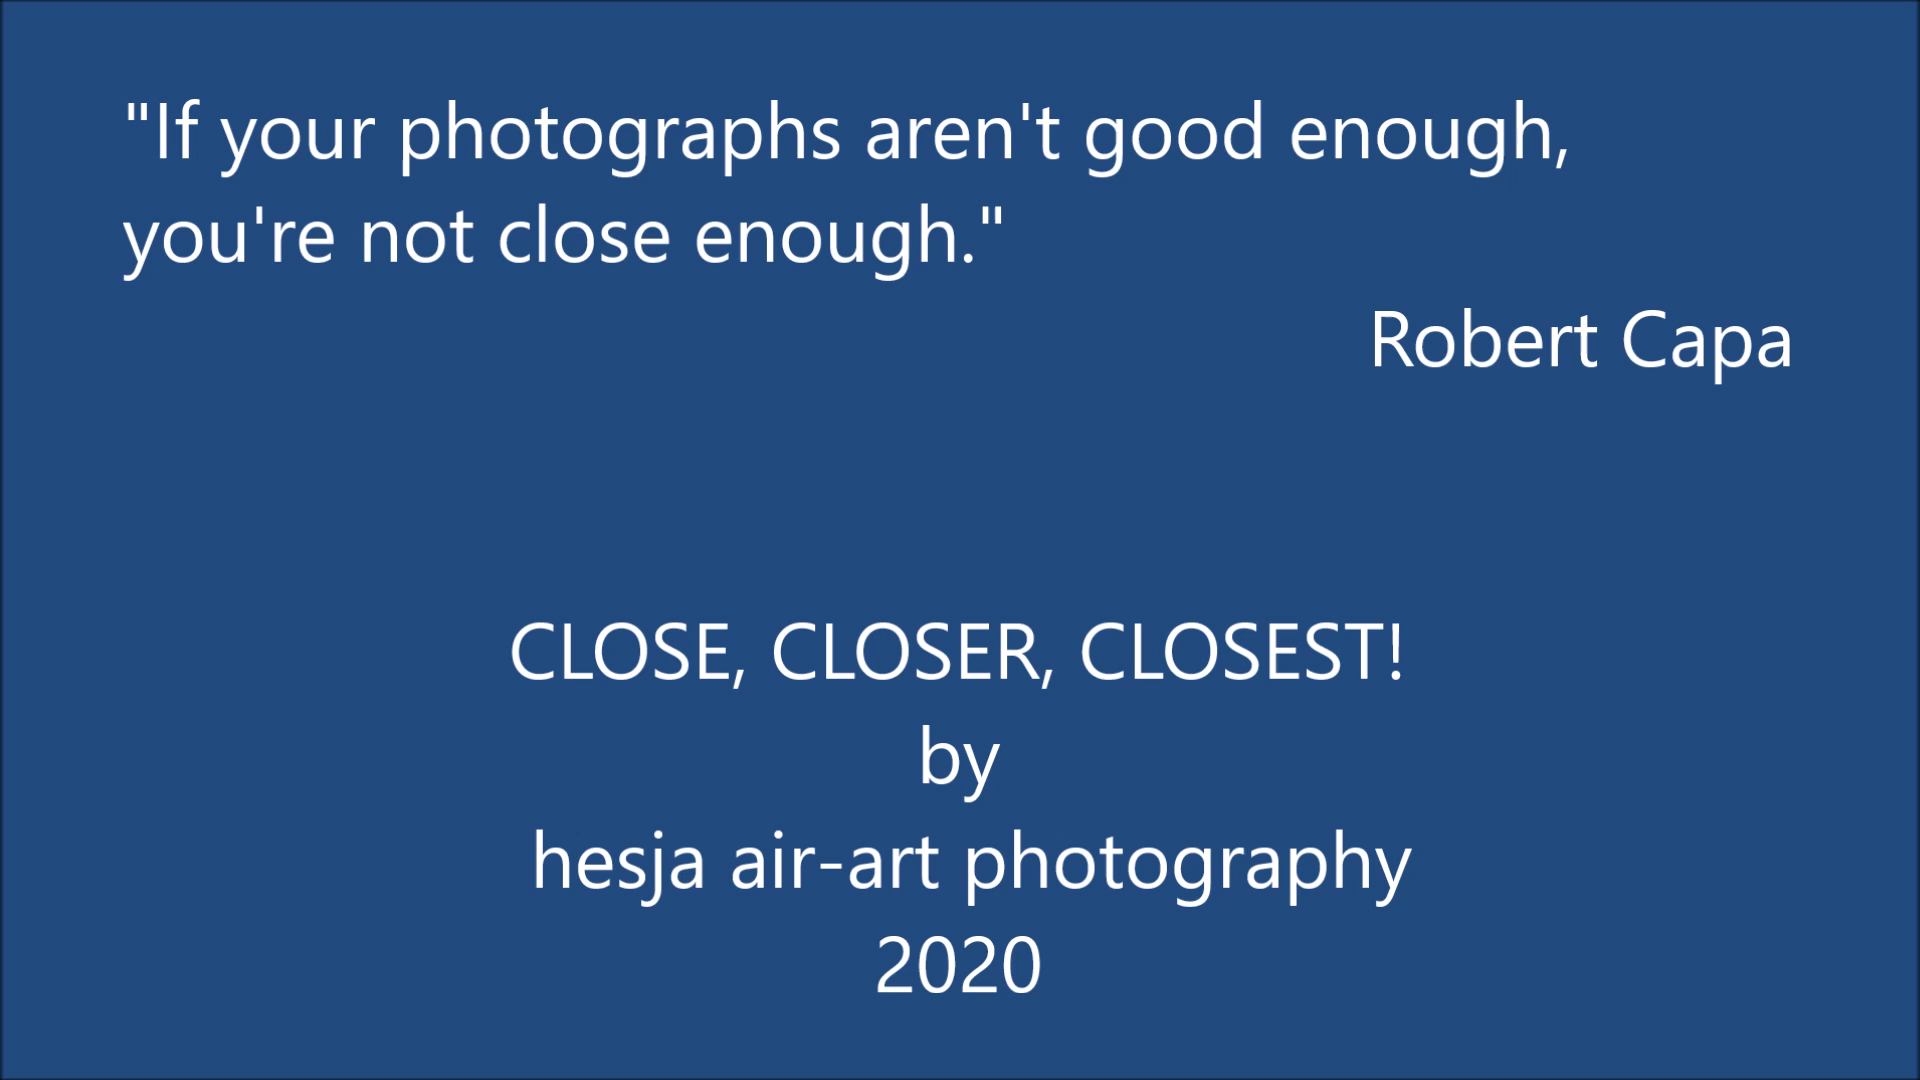 "If your photographs aren't good enough,
you're not close enough."
Robert Capa
CLOSE, CLOSER, CLOSEST!
by
hesja air-art photography
2020